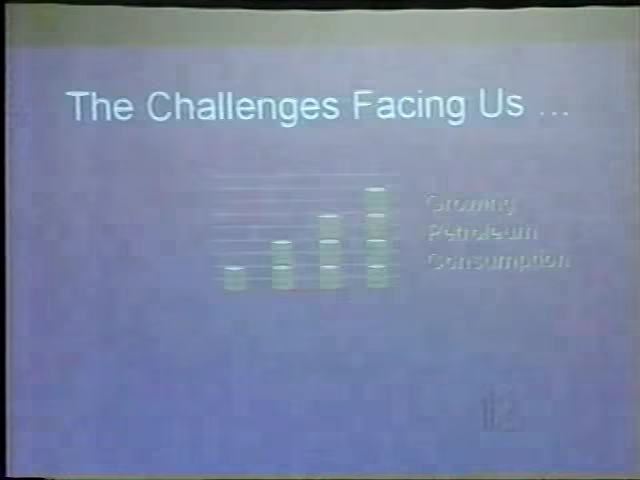 The Challenges Facing Us ...
Growing
Petroleum
Consumption